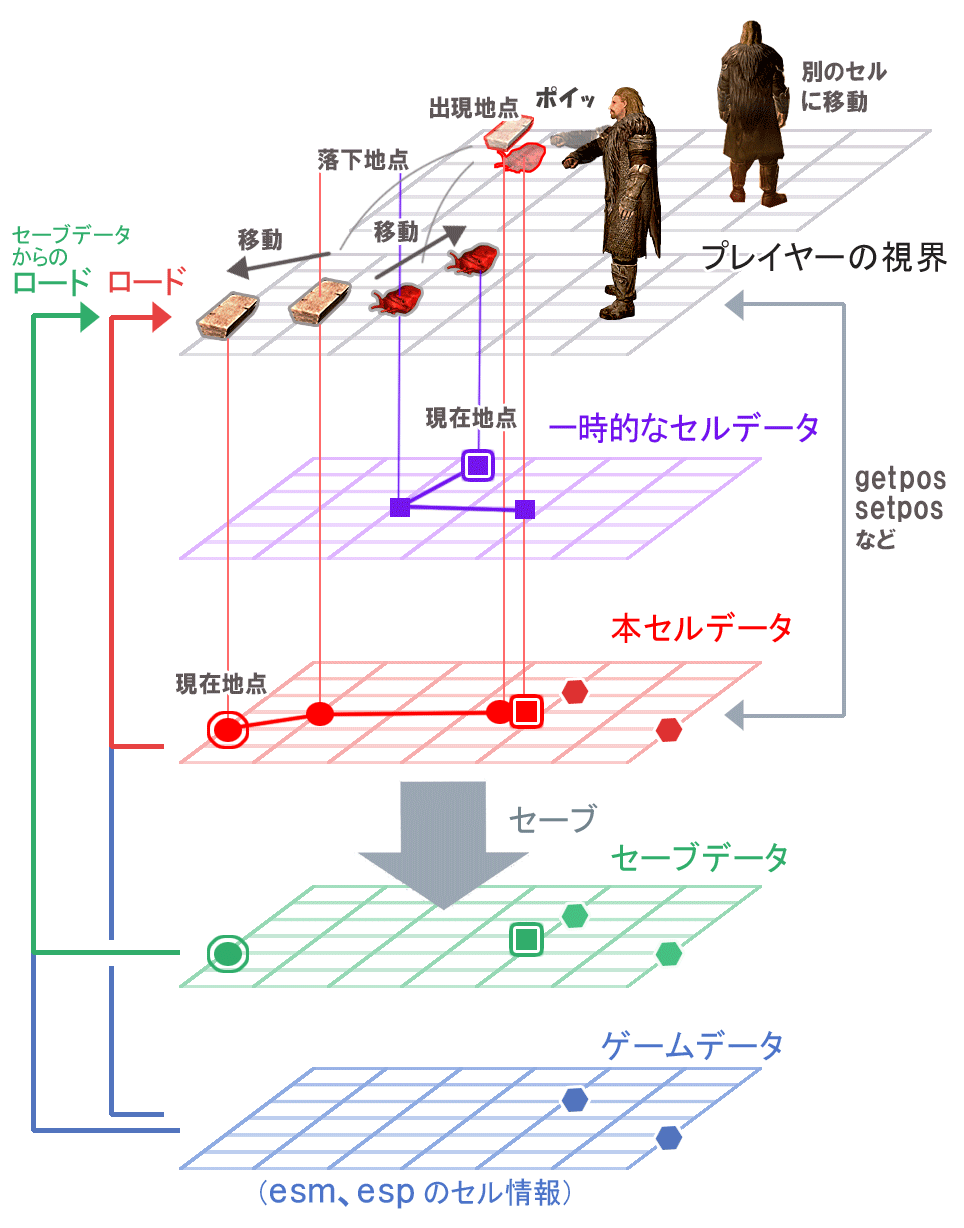 別のセル
に移動
ポイッ
出現地点
落下地点
移動
移動
セーブデータ
からの
ロード
ロード
プレイヤーの視界
現在地点
一時的なセルデータ
getpos
setpos
など
本セルデータ
現在地点
セーブ
セーブデータ
ゲームデータ
(esm、espのセル情報)